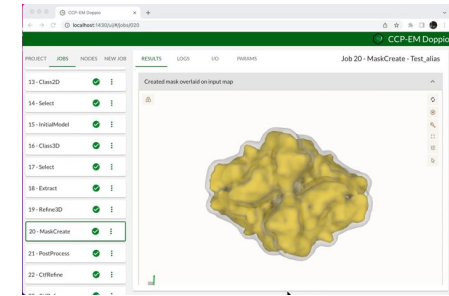 CCP-EM Doppio
localhost:1430/ui/#/jobs/020
CCP-EM Doppio
PROJECT JOBS NODES NEW JOB
RESULTS LOGS I/O PARAMS
Job 20 - MaskCreate - Test_alias
13 - Class2D
Created mask overlaid on input map
14 - Select
15 - InitialModel
16 - Class3D
17 - Select
18 - Extract
19 - Refine3D
20 - MaskCreate
21 - PostProcess
22 - CtfRefine